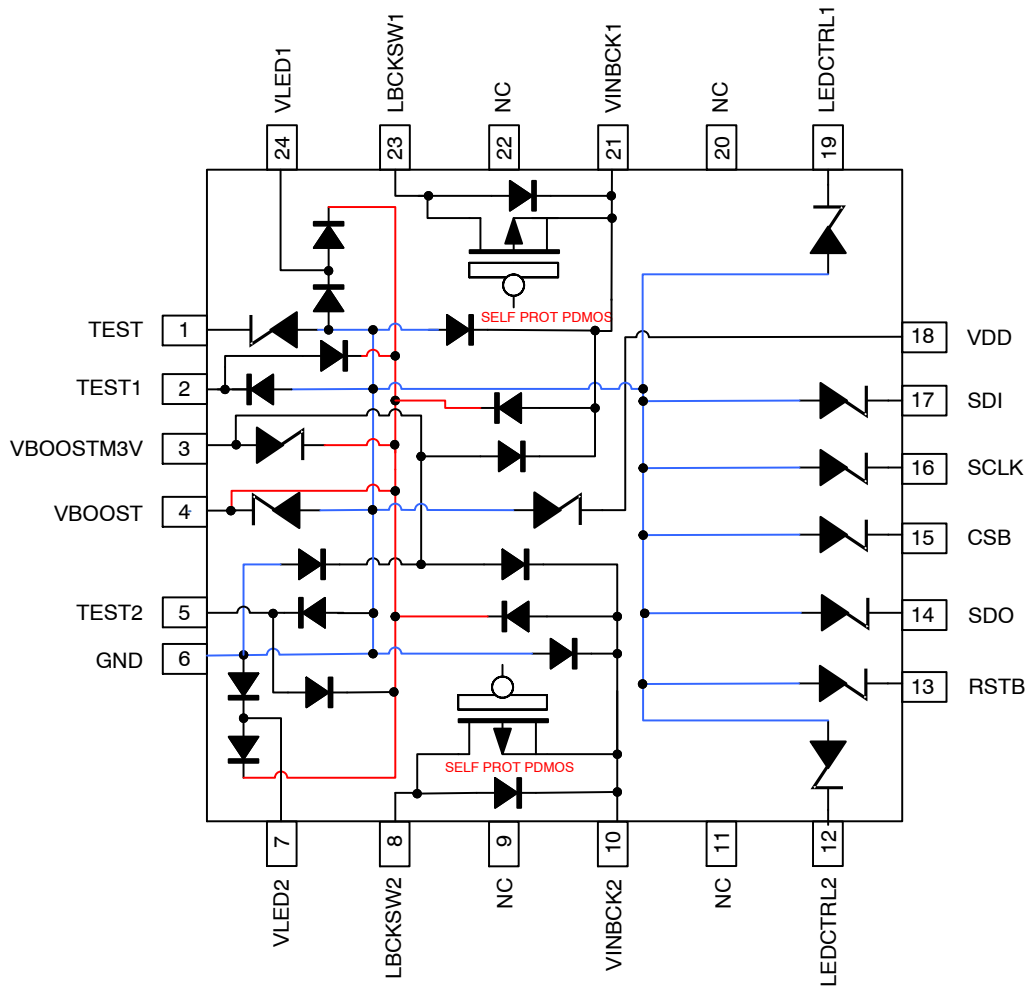 VLED1
LBCKSW1
NC
VINBCK1
NC
LEDCTRL1
24
23
22
21
20
19
SELF PROT PDMOS
TEST
1
18
VDD
TEST1
2
17
SDI
VBOOSTM3V
3
16
SCLK
VBOOST
4
15
CSB
TEST2
5
14
SDO
GND
6
13
RSTB
SELF PROT PDMOS
7
8
9
10
11
12
VLED2
LBCKSW2
NC
VINBCK2
NC
LEDCTRL2